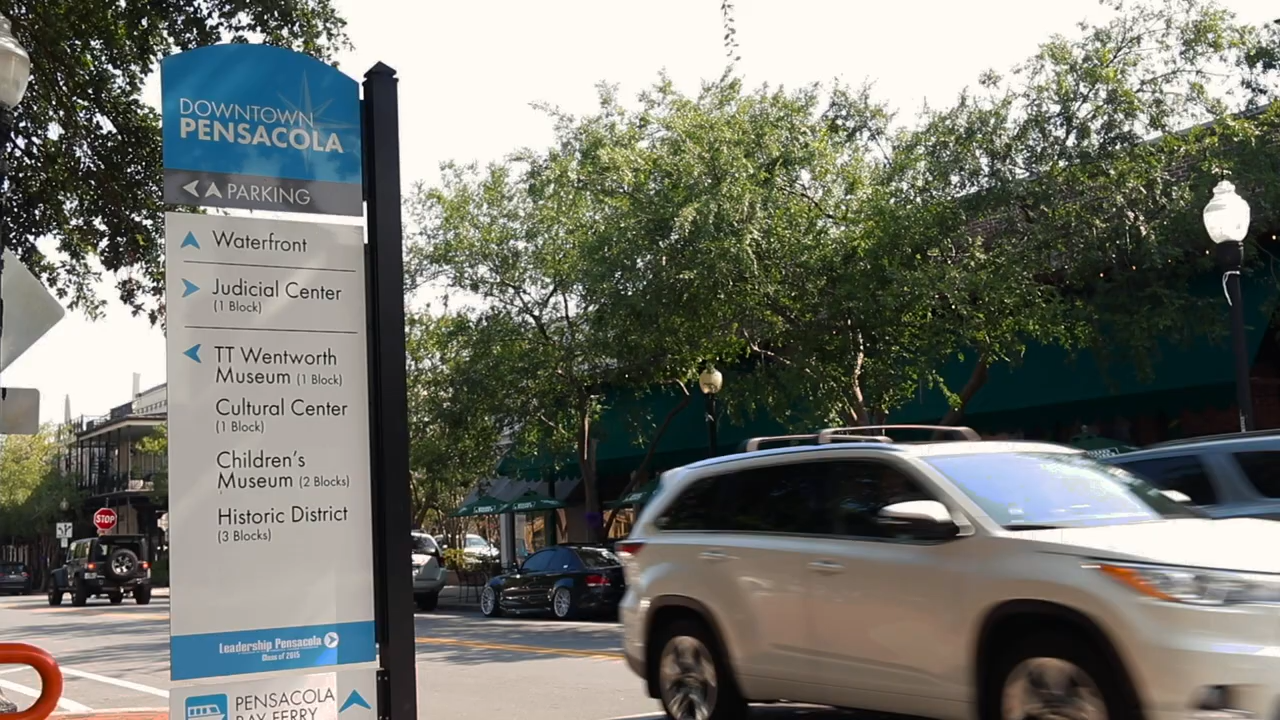 DOWNTOWN
PENSACOLA
PARKING
Waterfront
Judicial Center
(1 Block)
TT Wentworth
Museum (1 Block)
Cultural Center
(1 Block)
Children's
Museum (2 Blocks)
Historic District
(3 Blocks)
Leadership Pensacola
Class of 2015
PENSACOLA
BAY FERRY
STOP